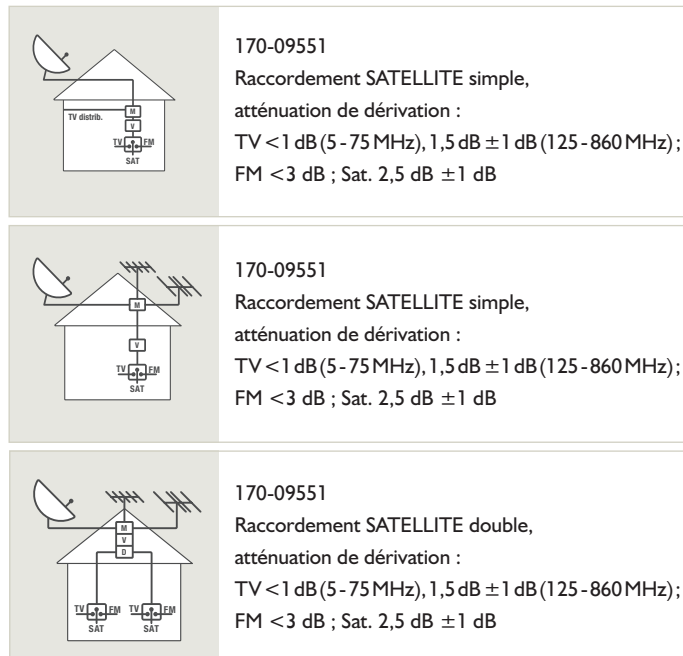 TV distrib.
M
V
TV FM
SAT
170-09551
Raccordement SATELLITE simple,
atténuation de dérivation :
TV <1 dB (5-75 MHz), 1,5 dB ±1 dB (125-860 MHz) ;
FM <3 dB ; Sat. 2,5 dB ±1 dB
M
V
TV FM
SAT
170-09551
Raccordement SATELLITE simple,
atténuation de dérivation :
TV <1 dB (5-75 MHz), 1,5 dB ±1 dB (125-860 MHz) ;
FM <3 dB ; Sat. 2,5 dB ±1 dB
M
V
D
TV FM TV FM
SAT SAT
170-09551
Raccordement SATELLITE double,
atténuation de dérivation :
TV <1 dB (5-75 MHz), 1,5 dB ±1 dB (125-860 MHz) ;
FM <3 dB ; Sat. 2,5 dB ±1 dB